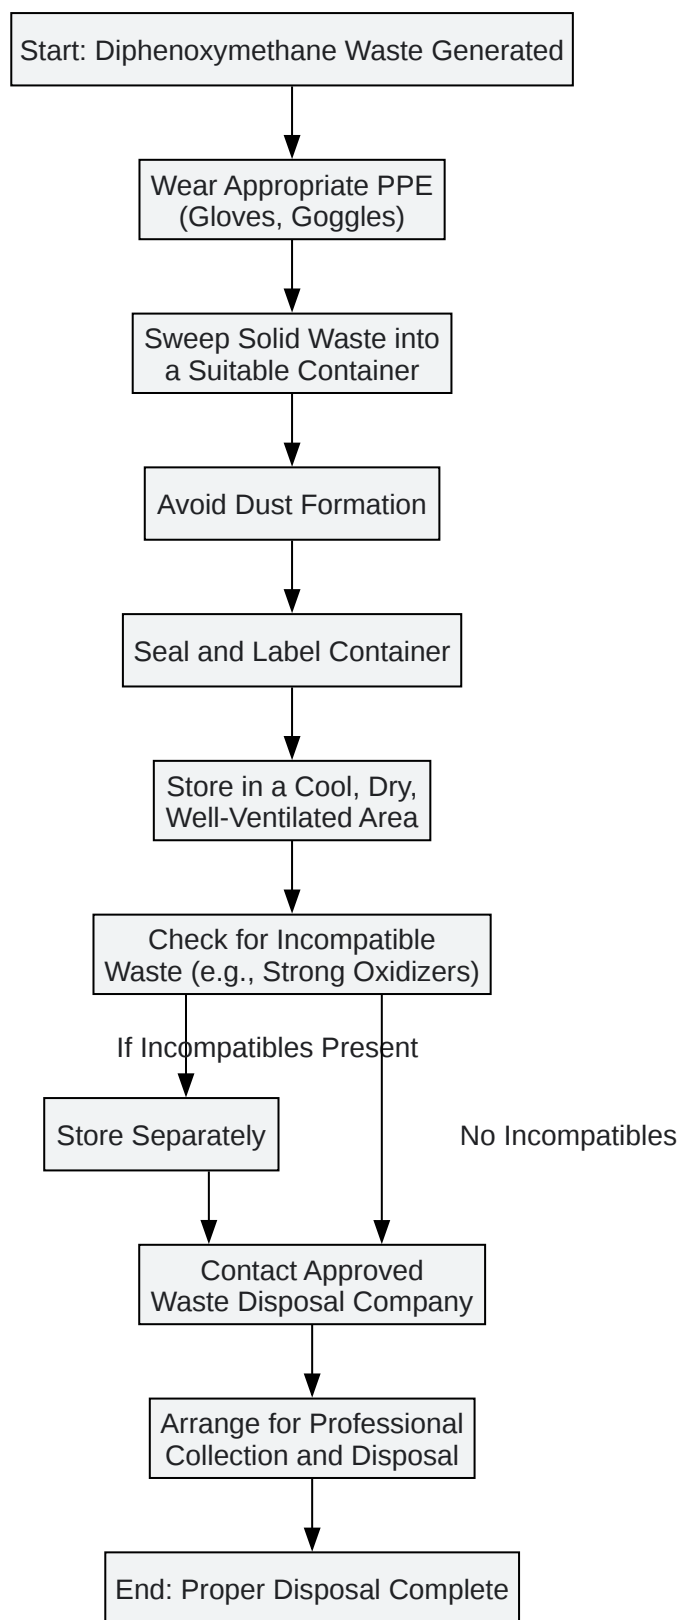 Start: Diphenoxymethane Waste Generated
Wear Appropriate PPE
(Gloves, Goggles)
Sweep Solid Waste into
a Suitable Container
Avoid Dust Formation
Seal and Label Container
Store in a Cool, Dry,
Well-Ventilated Area
Check for Incompatible
Waste (e.g., Strong Oxidizers)
If Incompatibles Present
Store Separately
No Incompatibles
Contact Approved
Waste Disposal Company
Arrange for Professional
Collection and Disposal
End: Proper Disposal Complete